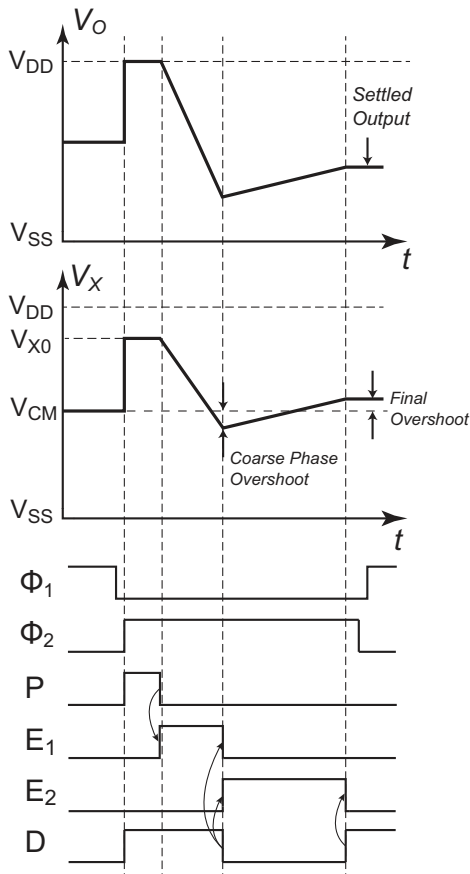 V_O
V_DD
Settled
Output
V_SS
t
V_X
V_DD
V_X0
V_CM
Final
Overshoot
Coarse Phase
Overshoot
V_SS
t
Φ_1
Φ_2
P
E_1
E_2
D